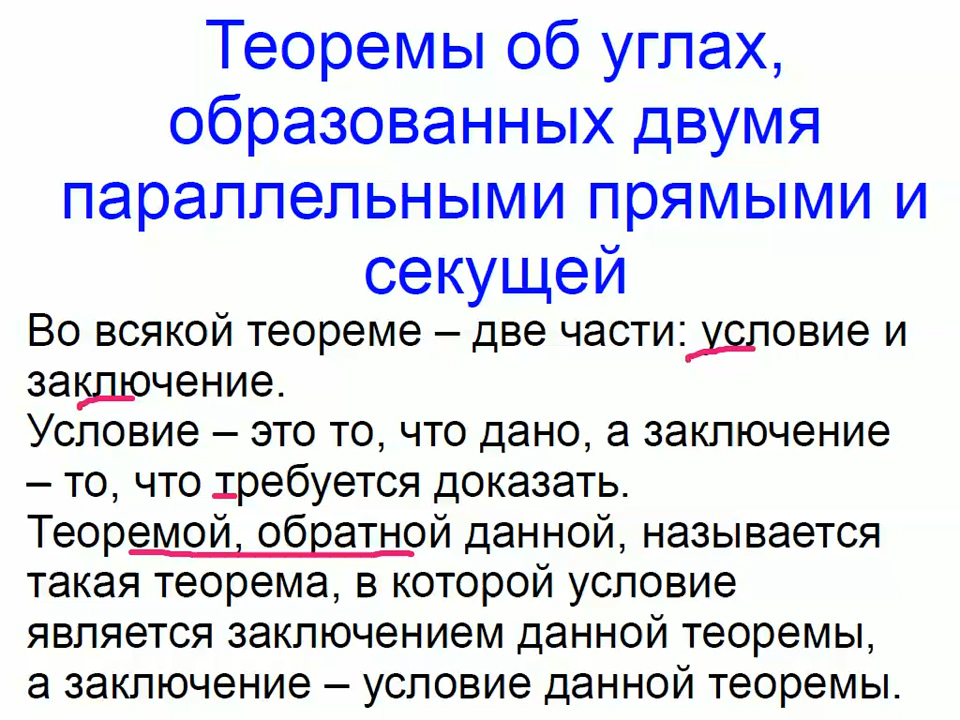 Теоремы об углах,
образованных двумя
параллельными прямыми и
секущей
Во всякой теореме – две части: условие и
заключение.
Условие – это то, что дано, а заключение
– то, что требуется доказать.
Теоремой, обратной данной, называется
такая теорема, в которой условие
является заключением данной теоремы,
а заключение – условие данной теоремы.